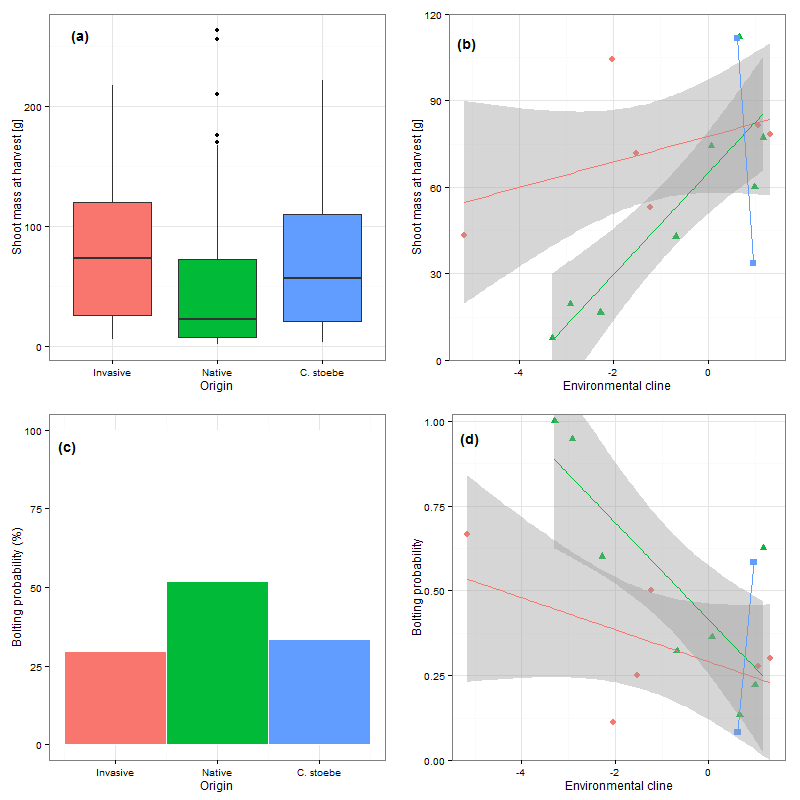 (a)
Shoot mass at harvest [g]
200
100
0
Invasive
Native
C. stoebe
Origin
(b)
Shoot mass at harvest [g]
120
90
60
30
0
-4
-2
0
Environmental cline
(c)
Bolting probability (%)
100
75
50
25
0
Invasive
Native
C. stoebe
Origin
(d)
Bolting probability
1.00
0.75
0.50
0.25
0.00
-4
-2
0
Environmental cline